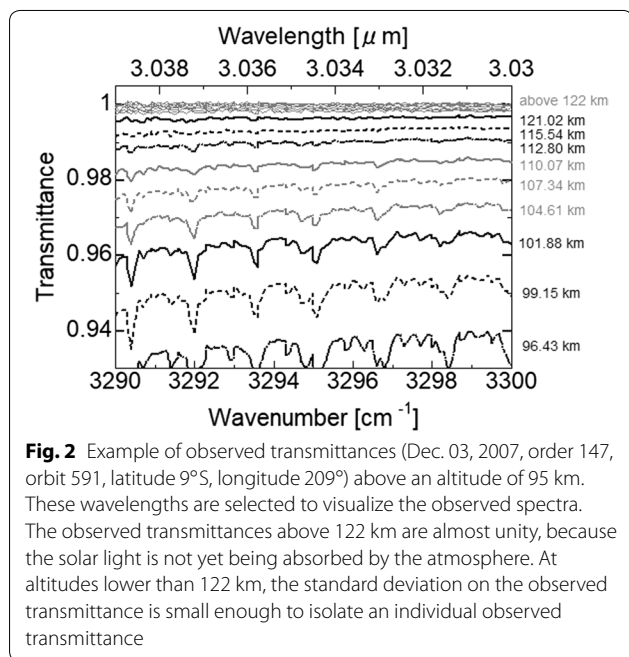 Wavelength [μm]
3.038 3.036 3.034 3.032 3.03
1
0.98
0.96
0.94
Transmittance
above 122 km
121.02 km
115.54 km
112.80 km
110.07 km
107.34 km
104.61 km
101.88 km
99.15 km
96.43 km
3290 3292 3294 3296 3298 3300
Wavenumber [cm -1]
Fig. 2 Example of observed transmittances (Dec. 03, 2007, order 147,
orbit 591, latitude 9°S, longitude 209°) above an altitude of 95 km.
These wavelengths are selected to visualize the observed spectra.
The observed transmittances above 122 km are almost unity, because
the solar light is not yet being absorbed by the atmosphere. At
altitudes lower than 122 km, the standard deviation on the observed
transmittance is small enough to isolate an individual observed
transmittance